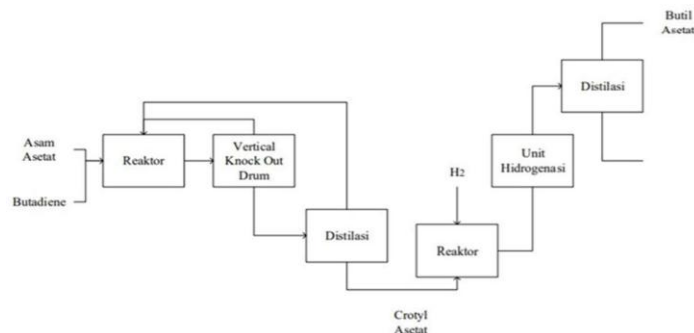 Butil
Asetat
Distilasi
Asam
Asetat
Reaktor
Vertical
Knock Out
Drum
Unit
Hidrogenasi
Butadiene
H2
Distilasi
Reaktor
Crotyl
Asetat